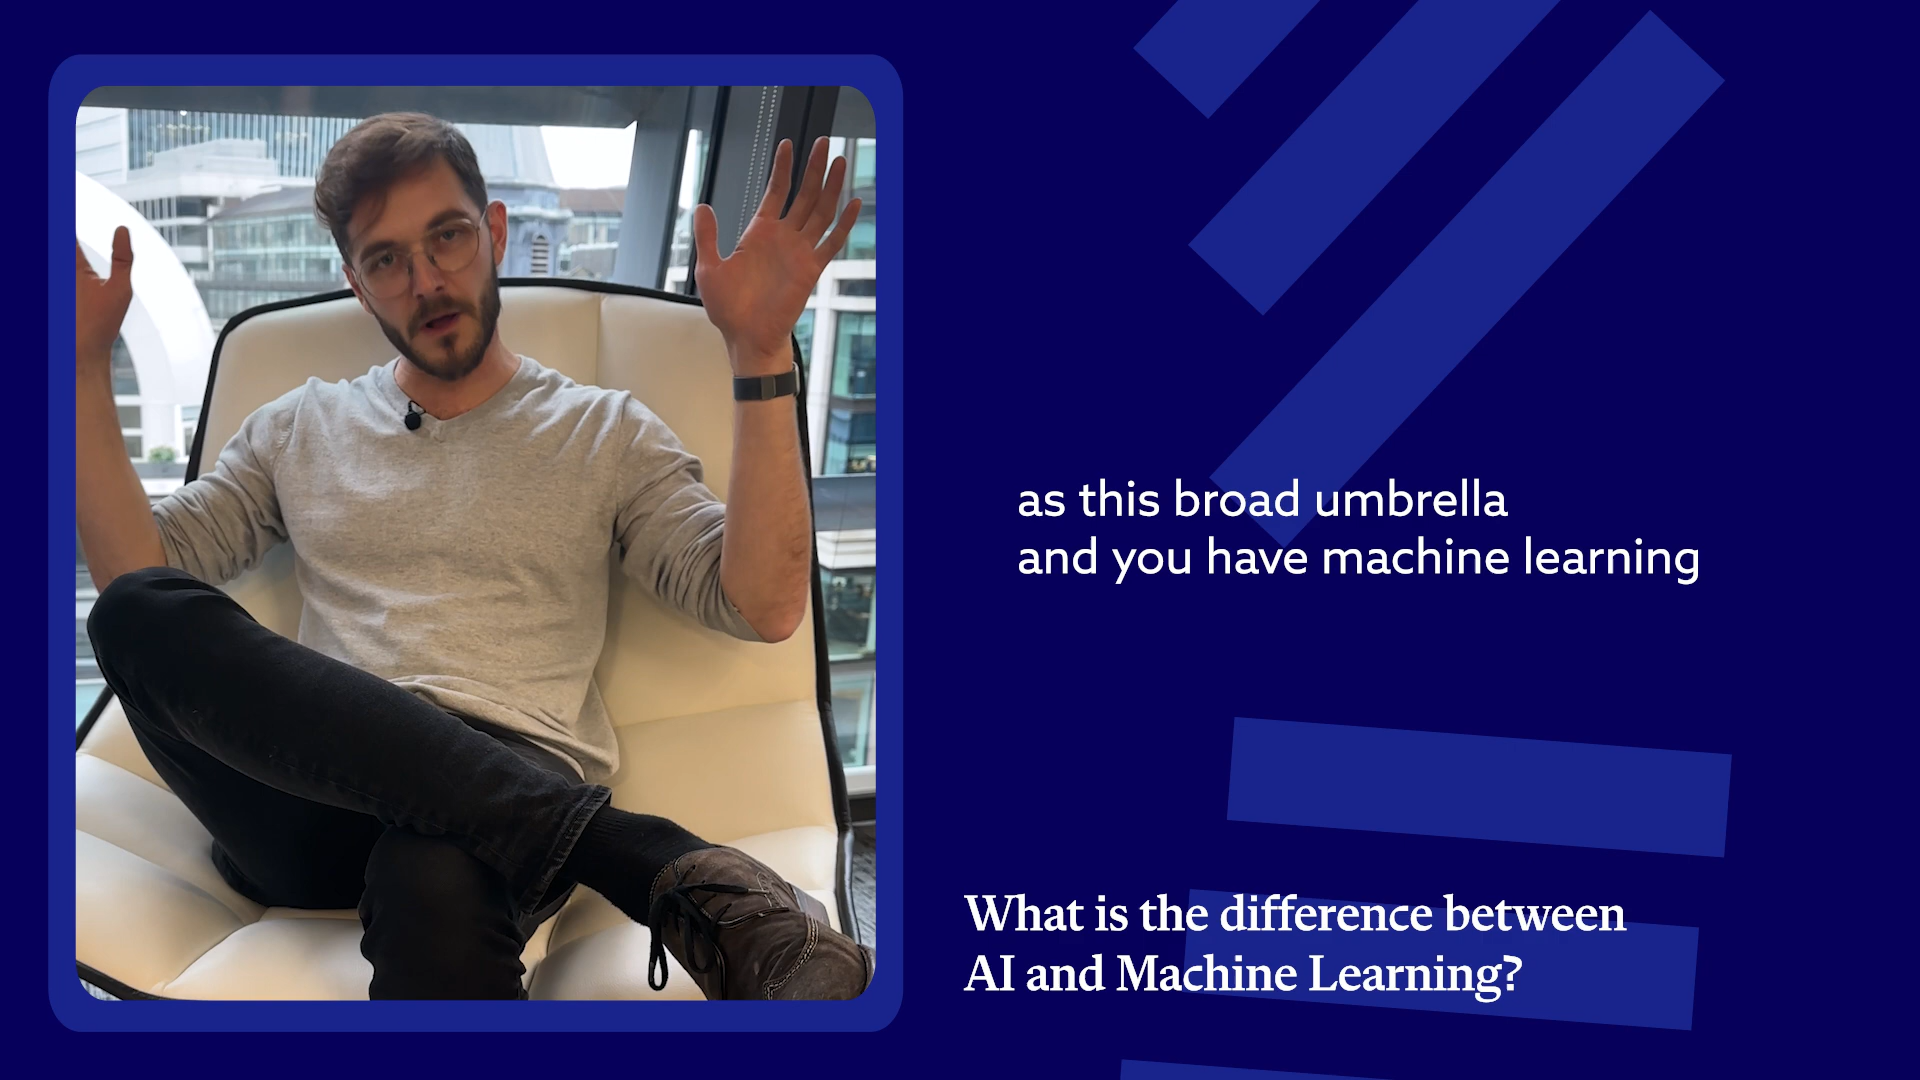 as this broad umbrella
and you have machine learning
What is the difference between
AI and Machine Learning?